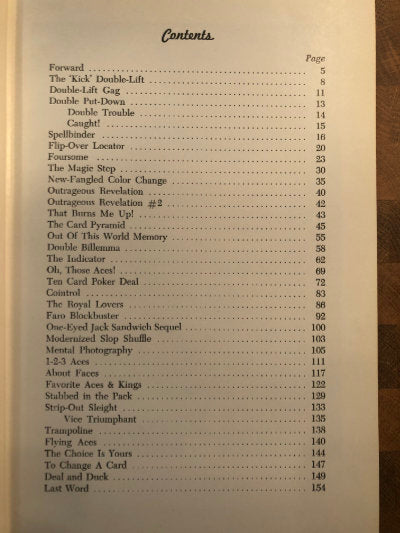 Contents
Page
Forward 5
The 'Kick' Double-Lift 8
Double-Lift Gag 11
Double Put-Down 13
Double Trouble 14
Caught! 15
Spellbinder 16
Flip-Over Locator 20
Foursome 23
The Magic Stop 30
New-Fangled Color Change 35
Outrageous Revelation 40
Outrageous Revelation #2 42
That Burns Me Up! 43
The Card Pyramid 45
Out Of This World Memory 55
Double Billemma 58
The Indicator 62
Oh, Those Aces! 69
Ten Card Poker Deal 72
Cointrol 83
The Royal Lovers 86
Faro Blockbuster 92
One-Eyed Jack Sandwich Sequel 100
Modernized Slop Shuffle 103
Mental Photography 105
1-2-3 Aces 111
About Faces 117
Favorite Aces & Kings 122
Stabbed in the Pack 129
Strip-Out Sleight 133
Vice Triumphant 135
Trampoline 138
Flying Aces 140
The Choice Is Yours 144
To Change A Card 147
Deal and Duck 149
Last Word 154